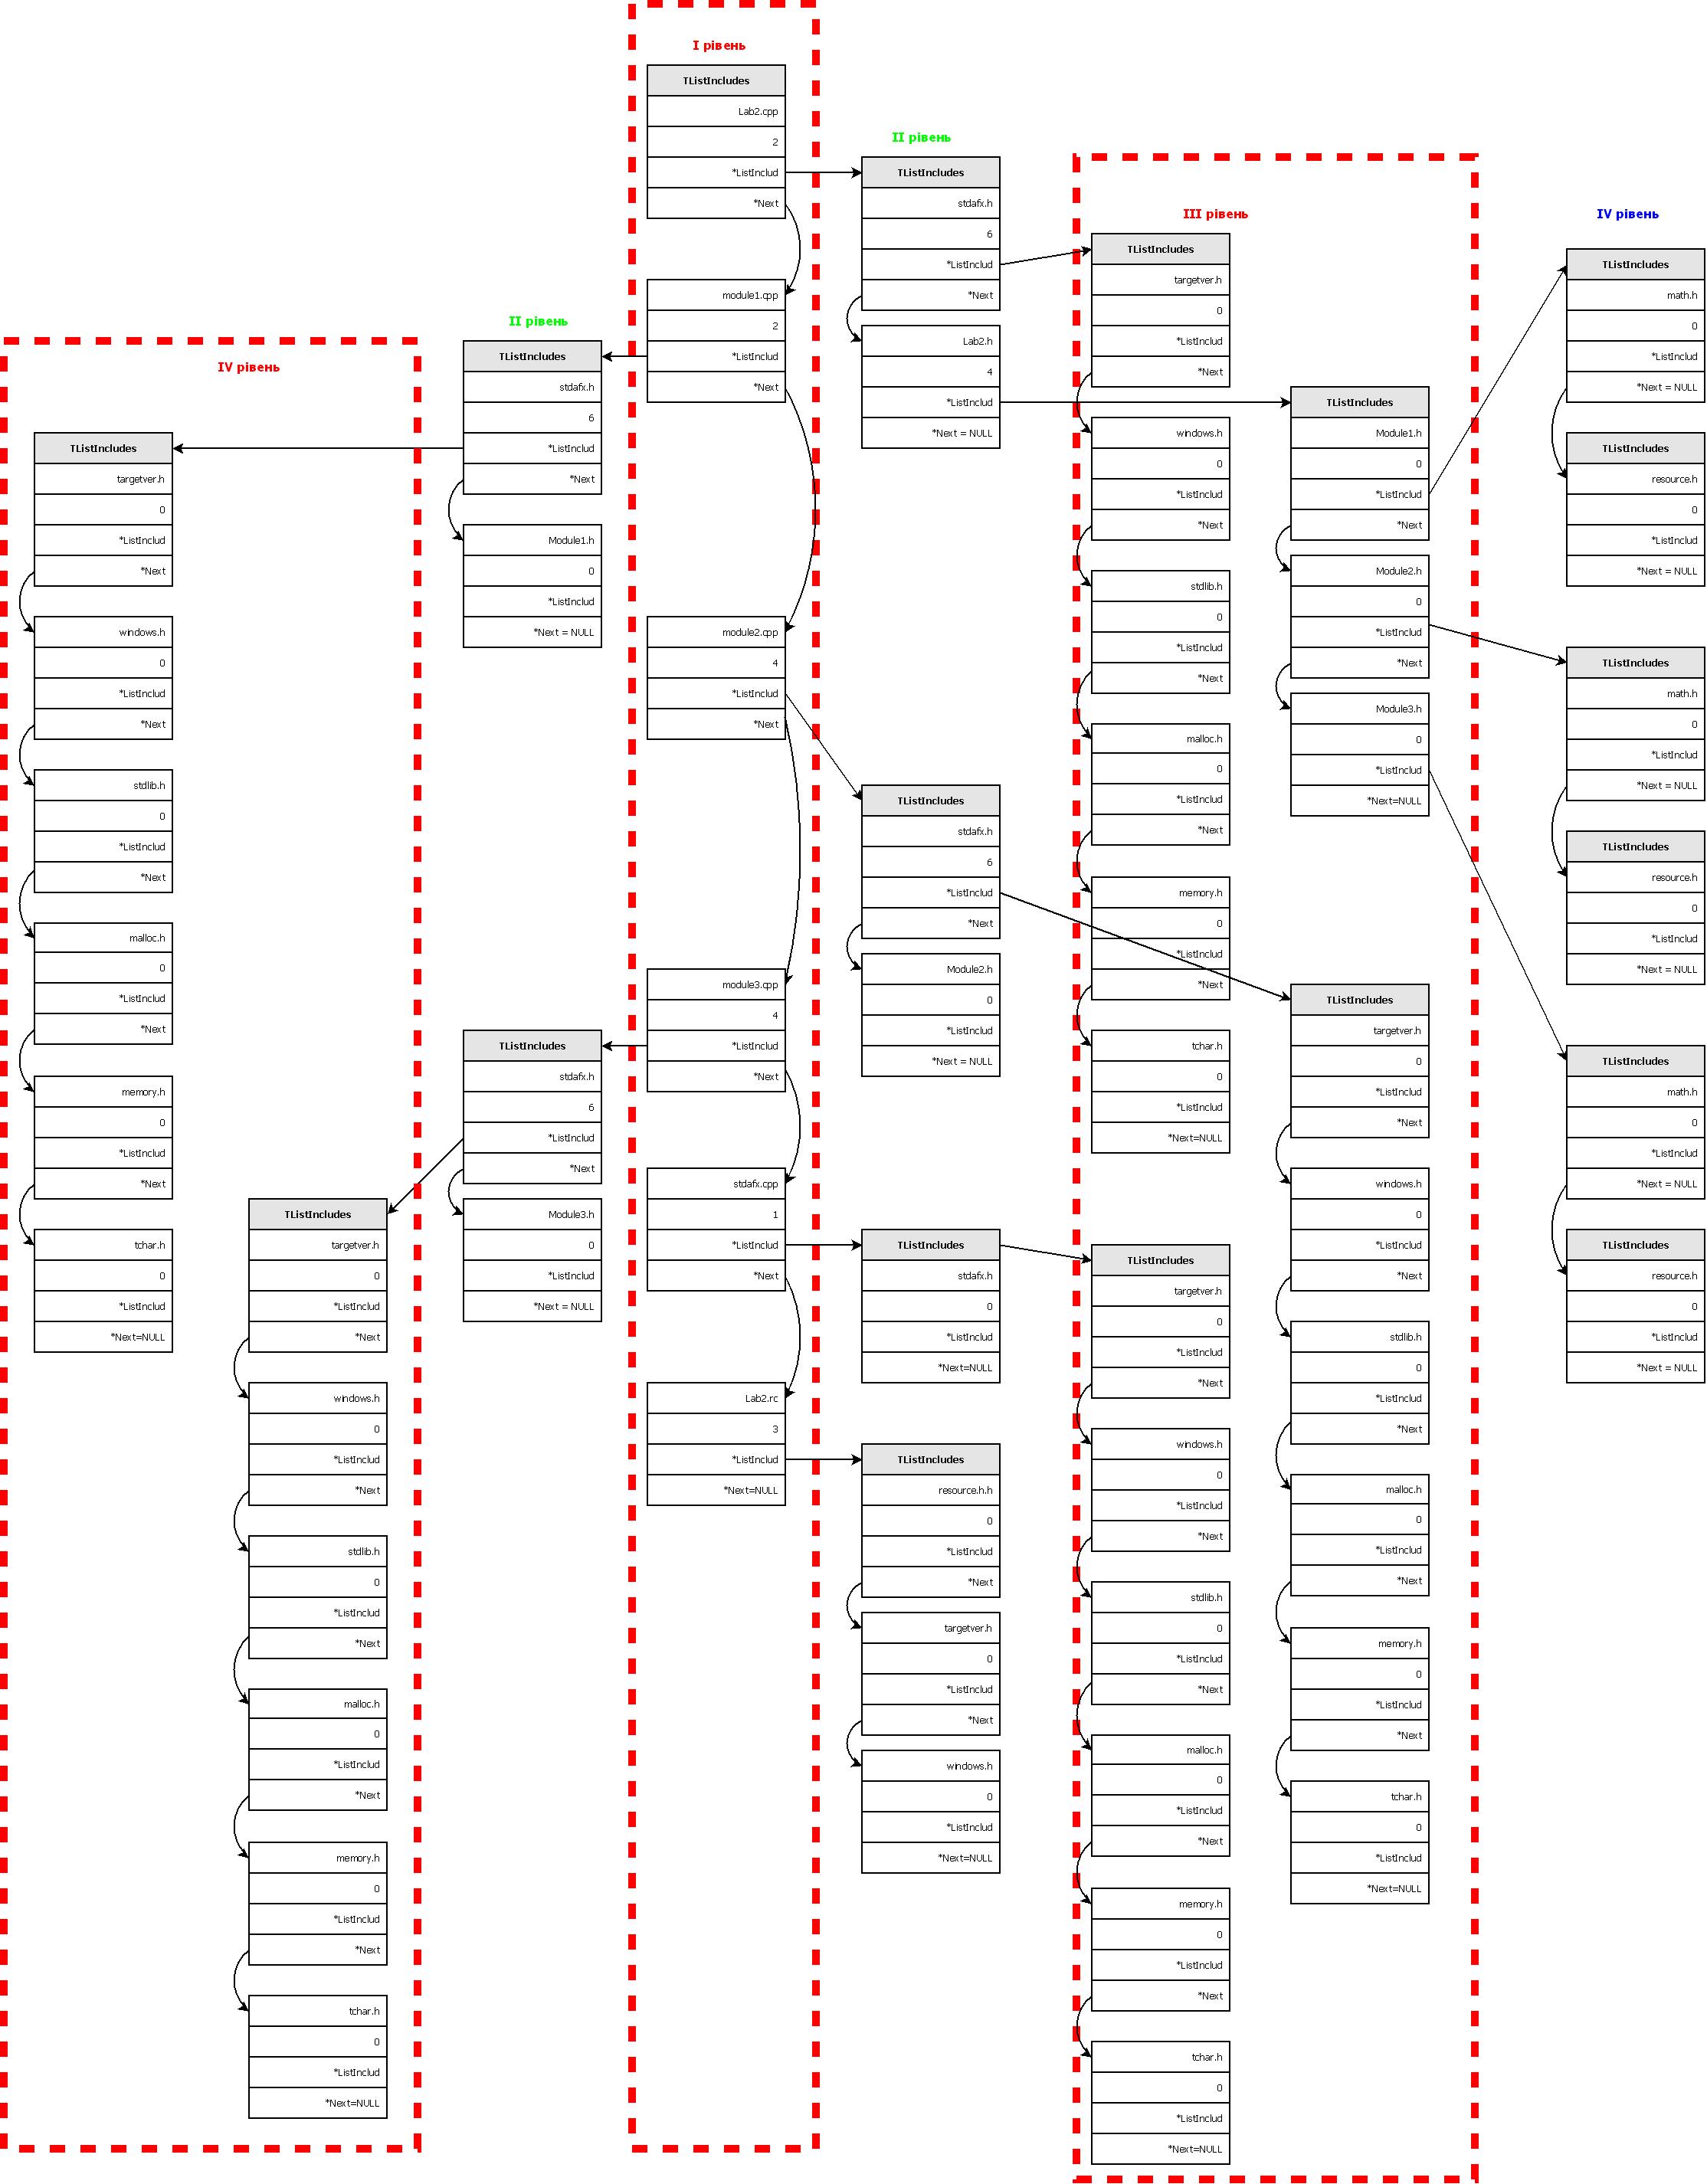 I рівень
TListIncludes
Lab2.cpp
2
*ListInclud
*Next
module1.cpp
2
*ListInclud
*Next
module2.cpp
4
*ListInclud
*Next
module3.cpp
4
*ListInclud
*Next
stdafx.cpp
1
*ListInclud
*Next
Lab2.rc
3
*ListInclud
*Next=NULL
II рівень
TListIncludes
stdafx.h
6
*ListInclud
*Next
Lab2.h
4
*ListInclud
*Next = NULL
TListIncludes
stdafx.h
6
*ListInclud
*Next
Module2.h
0
*ListInclud
*Next = NULL
TListIncludes
stdafx.h
0
*ListInclud
*Next=NULL
TListIncludes
resource.h.h
0
*ListInclud
*Next
targetver.h
0
*ListInclud
*Next
windows.h
0
*ListInclud
*Next=NULL
III рівень
TListIncludes
targetver.h
0
*ListInclud
*Next
windows.h
0
*ListInclud
*Next
stdlib.h
0
*ListInclud
*Next
malloc.h
0
*ListInclud
*Next
memory.h
0
*ListInclud
*Next
tchar.h
0
*ListInclud
*Next=NULL
TListIncludes
targetver.h
0
*ListInclud
*Next
windows.h
0
*ListInclud
*Next
stdlib.h
0
*ListInclud
*Next
malloc.h
0
*ListInclud
*Next
memory.h
0
*ListInclud
*Next
tchar.h
0
*ListInclud
*Next=NULL
TListIncludes
Module1.h
0
*ListInclud
*Next
Module2.h
0
*ListInclud
*Next
Module3.h
0
*ListInclud
*Next=NULL
TListIncludes
targetver.h
0
*ListInclud
*Next
windows.h
0
*ListInclud
*Next
stdlib.h
0
*ListInclud
*Next
malloc.h
0
*ListInclud
*Next
memory.h
0
*ListInclud
*Next
tchar.h
0
*ListInclud
*Next=NULL
IV рівень
TListIncludes
math.h
0
*ListInclud
*Next = NULL
TListIncludes
resource.h
0
*ListInclud
*Next = NULL
TListIncludes
math.h
0
*ListInclud
*Next = NULL
TListIncludes
resource.h
0
*ListInclud
*Next = NULL
TListIncludes
math.h
0
*ListInclud
*Next = NULL
TListIncludes
resource.h
0
*ListInclud
*Next = NULL
II рівень
TListIncludes
stdafx.h
6
*ListInclud
*Next
Module1.h
0
*ListInclud
*Next = NULL
TListIncludes
stdafx.h
6
*ListInclud
*Next
Module3.h
0
*ListInclud
*Next = NULL
IV рівень
TListIncludes
targetver.h
0
*ListInclud
*Next
windows.h
0
*ListInclud
*Next
stdlib.h
0
*ListInclud
*Next
malloc.h
0
*ListInclud
*Next
memory.h
0
*ListInclud
*Next
tchar.h
0
*ListInclud
*Next=NULL
TListIncludes
targetver.h
0
*ListInclud
*Next
windows.h
0
*ListInclud
*Next
stdlib.h
0
*ListInclud
*Next
malloc.h
0
*ListInclud
*Next
memory.h
0
*ListInclud
*Next
tchar.h
0
*ListInclud
*Next=NULL